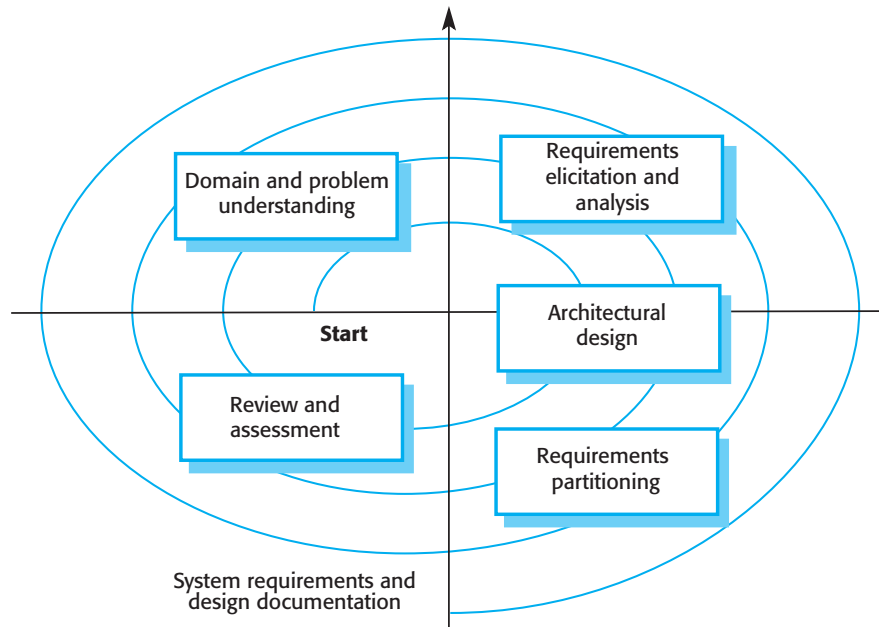 Domain and problem
understanding
Requirements
elicitation and
analysis
Start
Architectural
design
Review and
assessment
Requirements
partitioning
System requirements and
design documentation